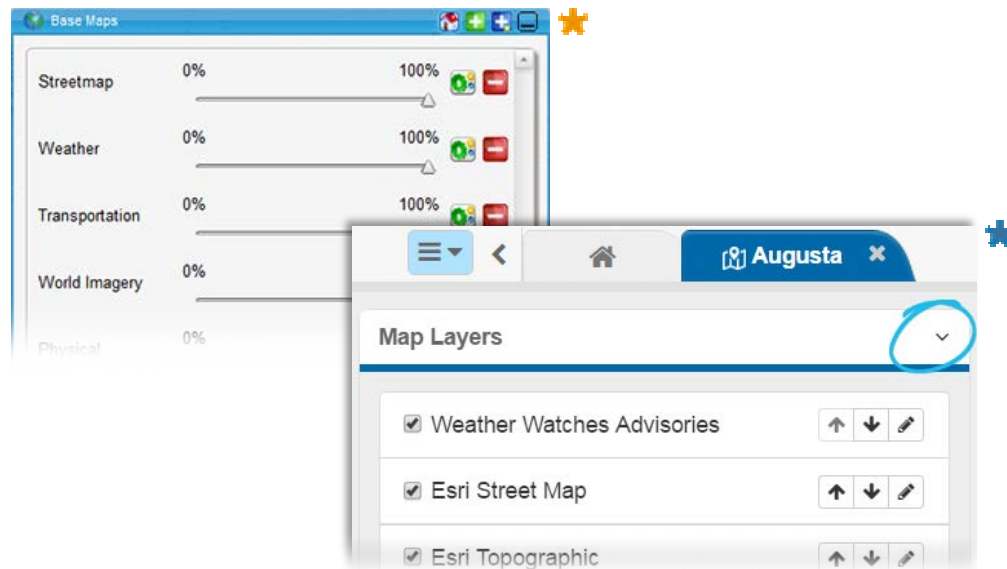 Base Maps
Streetmap 0% 100%
Weather 0% 100%
Transportation 0% 100%
World Imagery 0%
Physical 0%
Augusta
Map Layers
Weather Watches Advisories
Esri Street Map
Esri Topographic